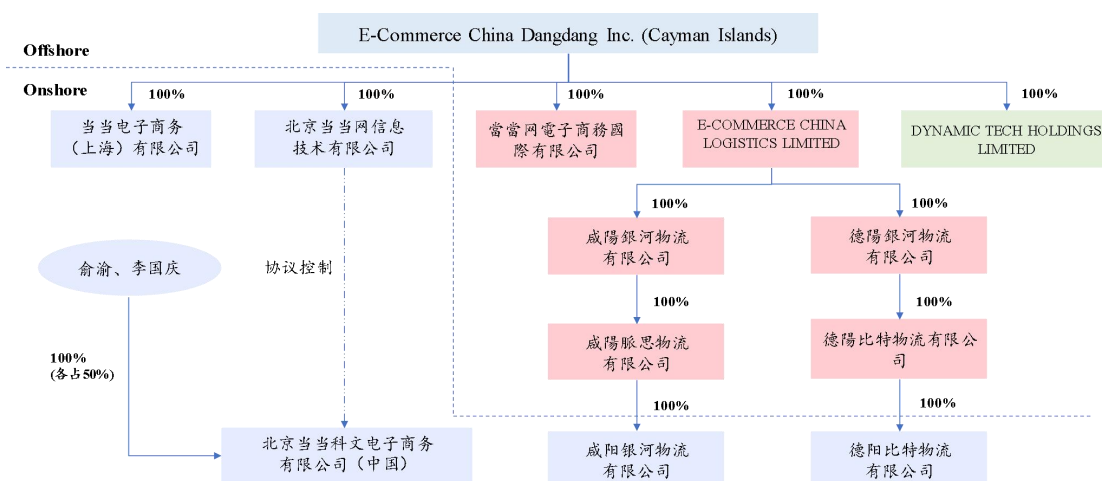 E-Commerce China Dangdang Inc. (Cayman Islands)
Offshore
Onshore
100%
100%
100%
100%
100%
当当电子商务
（上海）有限公司
北京当当网信息
技术有限公司
當當网電子商務國
際有限公司
E-COMMERCE CHINA
LOGISTICS LIMITED
DYNAMIC TECH HOLDINGS
LIMITED
100%
100%
俞渝、李国庆
协议控制
咸陽銀河物流
有限公司
德陽銀河物流
有限公司
100%
100%
咸陽脈思物流
有限公司
德陽比特物流有限公
司
100%
(各占50%)
100%
100%
北京当当科文电子商务
有限公司（中国）
咸阳银河物流
有限公司
德阳比特物流
有限公司